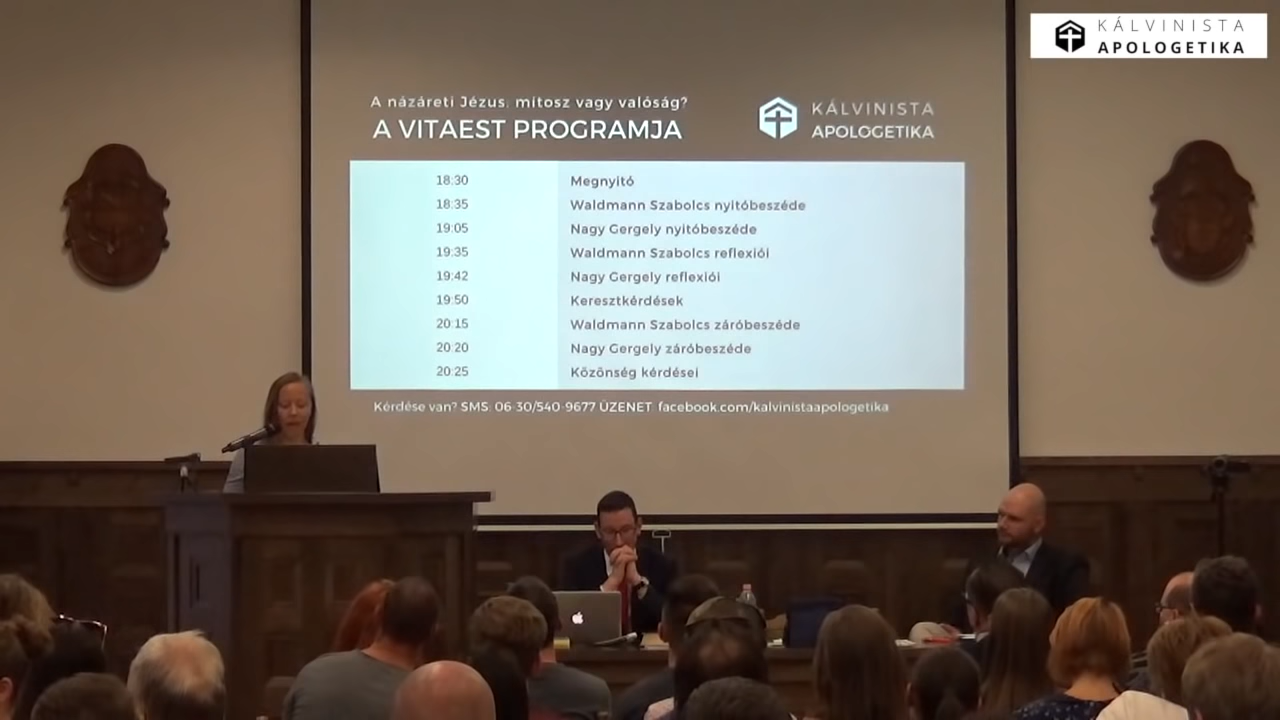 KÁLVINISTA
APOLOGETIKA
A názáreti Jézus: mítosz vagy valóság?
A VITAEST PROGRAMJA
KÁLVINISTA
APOLOGETIKA
18:30 Megnyitó
18:35 Waldmann Szabolcs nyitóbeszéde
19:05 Nagy Gergely nyitóbeszéde
19:35 Waldmann Szabolcs reflexiói
19:42 Nagy Gergely reflexiói
19:50 Keresztkérdések
20:15 Waldmann Szabolcs záróbeszéde
20:20 Nagy Gergely záróbeszéde
20:25 Közönség kérdései
Kérdése van? SMS: 06-30/540-9677 ÜZENET: facebook.com/kalvinistaapologetika